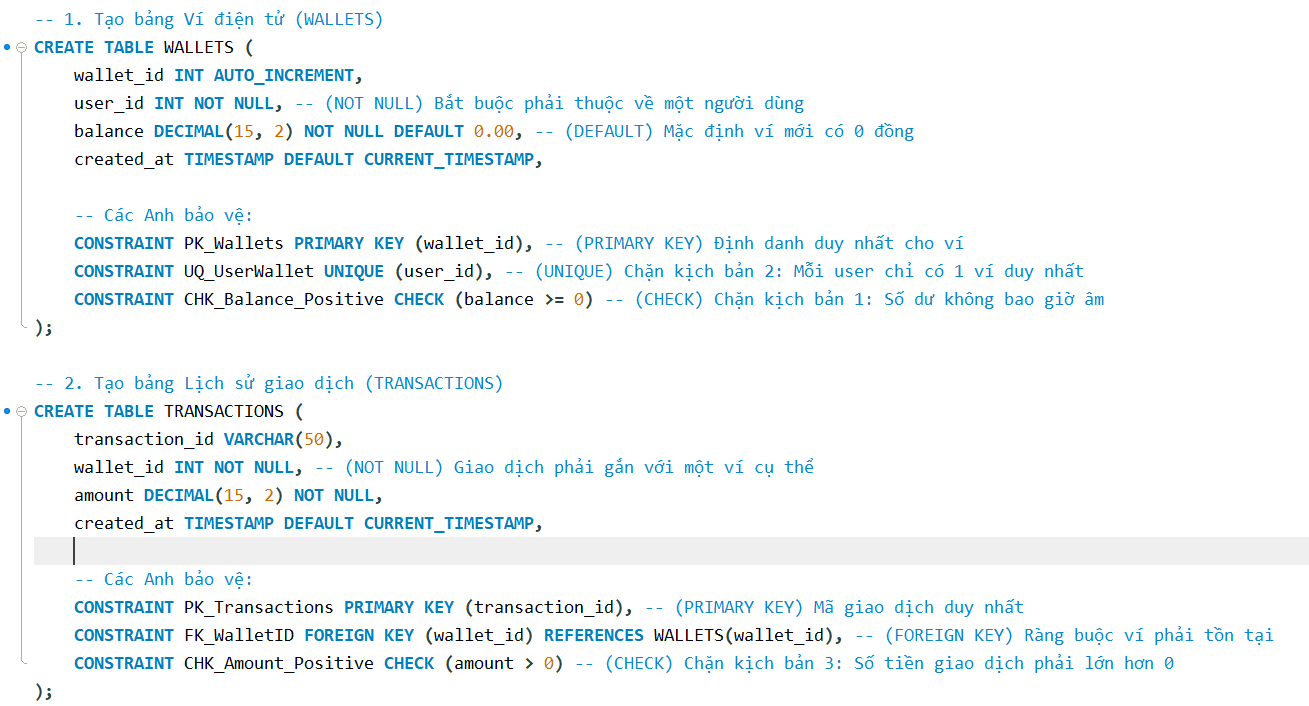 -- 1. Tạo bảng Ví điện tử (WALLETS)
CREATE TABLE WALLETS (
    wallet_id INT AUTO_INCREMENT,
    user_id INT NOT NULL, -- (NOT NULL) Bắt buộc phải thuộc về một người dùng
    balance DECIMAL(15, 2) NOT NULL DEFAULT 0.00, -- (DEFAULT) Mặc định ví mới có 0 đồng
    created_at TIMESTAMP DEFAULT CURRENT_TIMESTAMP,
    -- Các Anh bảo vệ:
    CONSTRAINT PK_Wallets PRIMARY KEY (wallet_id), -- (PRIMARY KEY) Định danh duy nhất cho ví
    CONSTRAINT UQ_UserWallet UNIQUE (user_id), -- (UNIQUE) Chặn kịch bản 2: Mỗi user chỉ có 1 ví duy nhất
    CONSTRAINT CHK_Balance_Positive CHECK (balance >= 0) -- (CHECK) Chặn kịch bản 1: Số dư không bao giờ âm
);
-- 2. Tạo bảng Lịch sử giao dịch (TRANSACTIONS)
CREATE TABLE TRANSACTIONS (
    transaction_id VARCHAR(50),
    wallet_id INT NOT NULL, -- (NOT NULL) Giao dịch phải gắn với một ví cụ thể
    amount DECIMAL(15, 2) NOT NULL,
    created_at TIMESTAMP DEFAULT CURRENT_TIMESTAMP,
    -- Các Anh bảo vệ:
    CONSTRAINT PK_Transactions PRIMARY KEY (transaction_id), -- (PRIMARY KEY) Mã giao dịch duy nhất
    CONSTRAINT FK_WalletID FOREIGN KEY (wallet_id) REFERENCES WALLETS(wallet_id), -- (FOREIGN KEY) Ràng buộc ví phải tồn tại
    CONSTRAINT CHK_Amount_Positive CHECK (amount > 0) -- (CHECK) Chặn kịch bản 3: Số tiền giao dịch phải lớn hơn 0
);